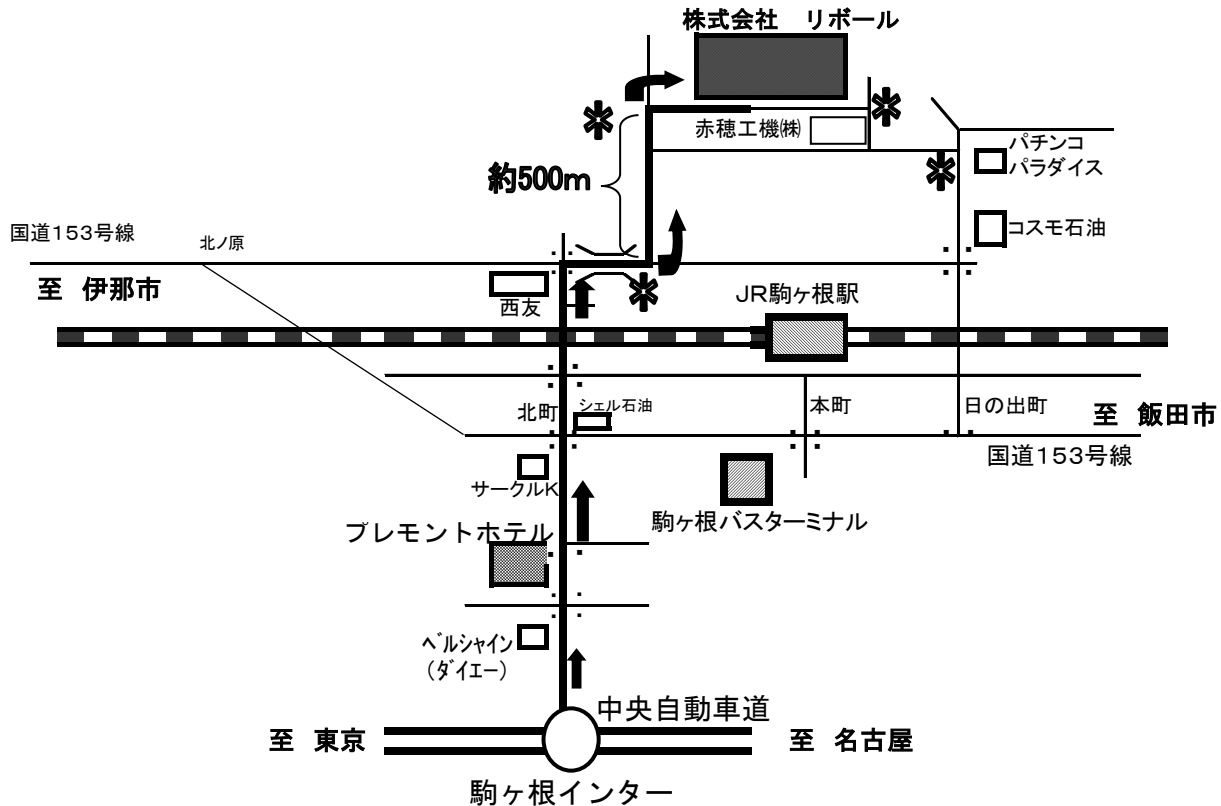 株式会社　リボール
赤穂工機㈱
パチンコ
パラダイス
約500ｍ
コスモ石油
国道１５３号線
北ノ原
至　伊那市
西友
ＪＲ駒ヶ根駅
北町
シェル石油
本町
日の出町
至　飯田市
国道１５３号線
サークルＫ
駒ヶ根バスターミナル
プレモントホテル
ベルシャイン
（ダイエー）
中央自動車道
至　東京
至　名古屋
駒ヶ根インター